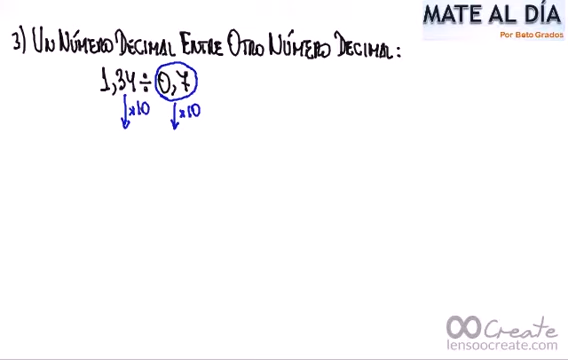 MATE AL DÍA
Por Beto Grados
3) UN NÚMERO DECIMAL ENTRE OTRO NÚMERO DECIMAL:
1,34 ÷ 0,7
x10 x10
Create
lensoocreate.com